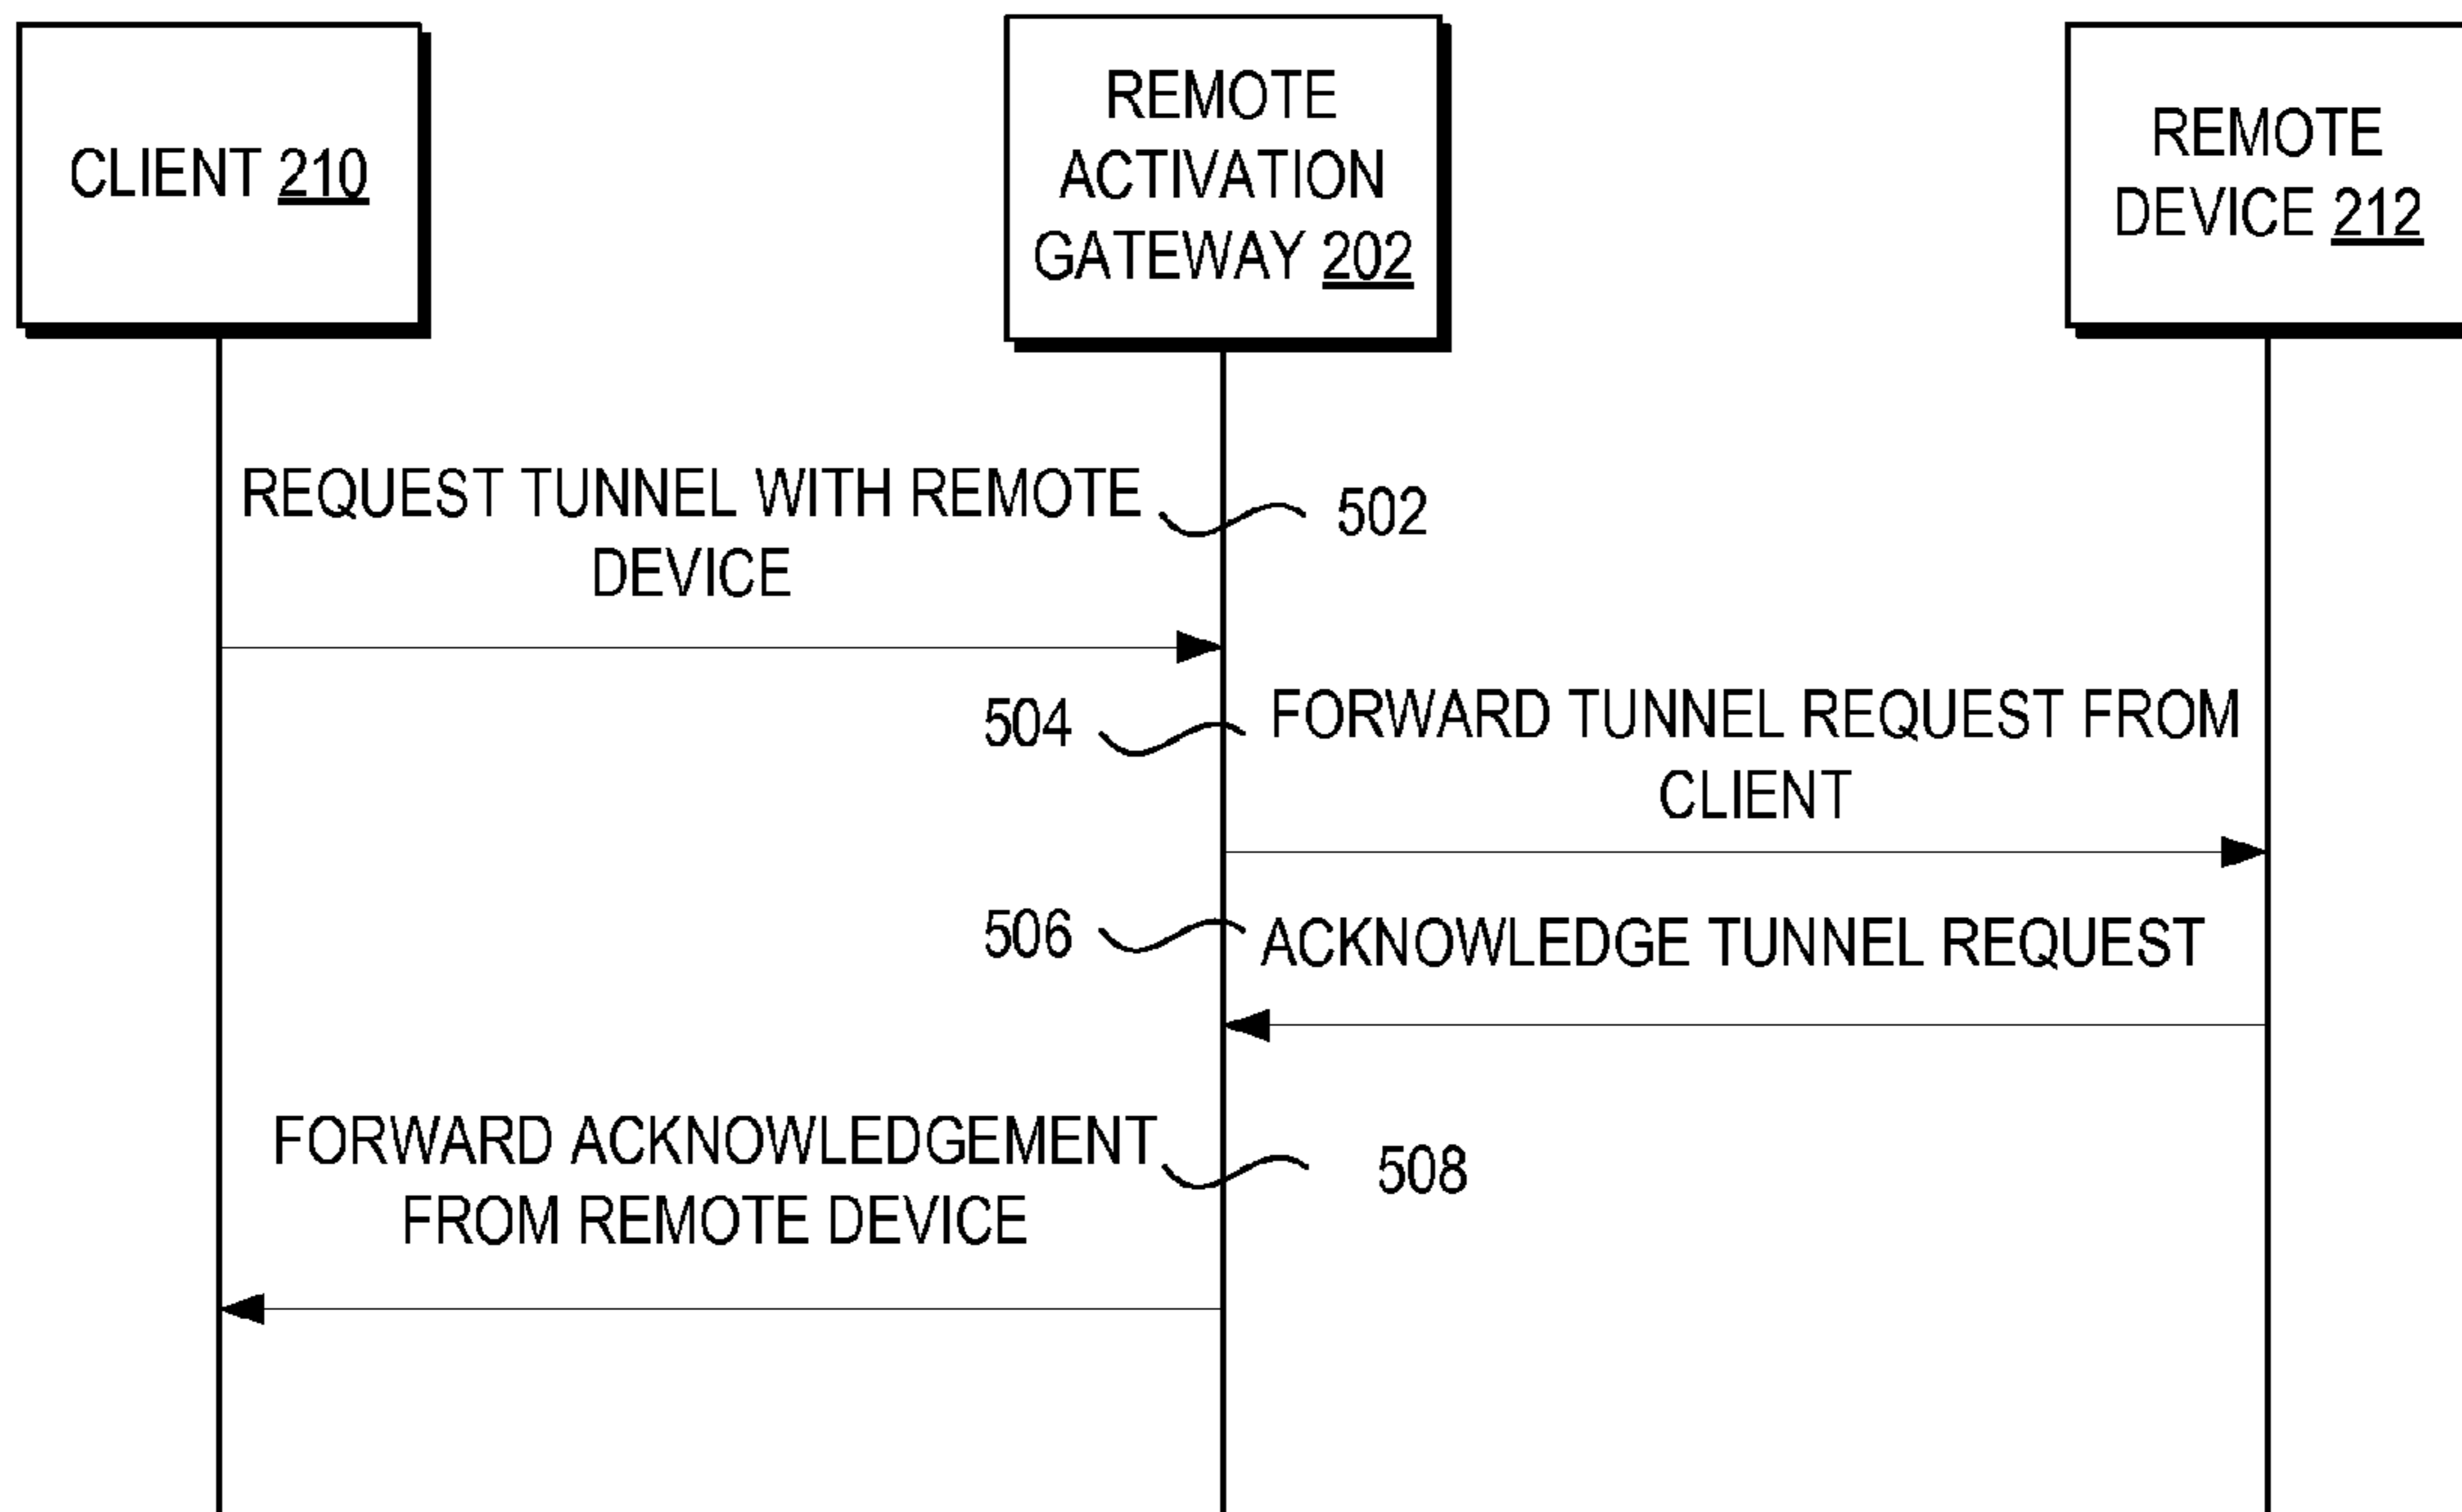 CLIENT 210
REMOTE
ACTIVATION
GATEWAY 202
REMOTE
DEVICE 212
REQUEST TUNNEL WITH REMOTE
DEVICE
502
504
FORWARD TUNNEL REQUEST FROM
CLIENT
506
ACKNOWLEDGE TUNNEL REQUEST
FORWARD ACKNOWLEDGEMENT
FROM REMOTE DEVICE
508